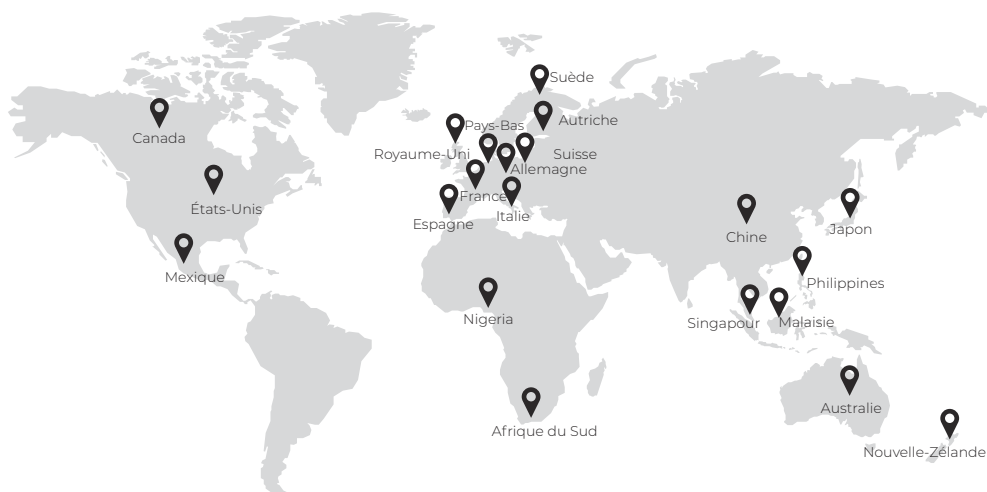 Suède
Autriche
Pays-Bas
Canada
Royaume-Uni
Suisse
Allemagne
France
États-Unis
Italie
Espagne
Japon
Chine
Mexique
Philippines
Nigeria
Singapour
Malaisie
Australie
Afrique du Sud
Nouvelle-Zélande